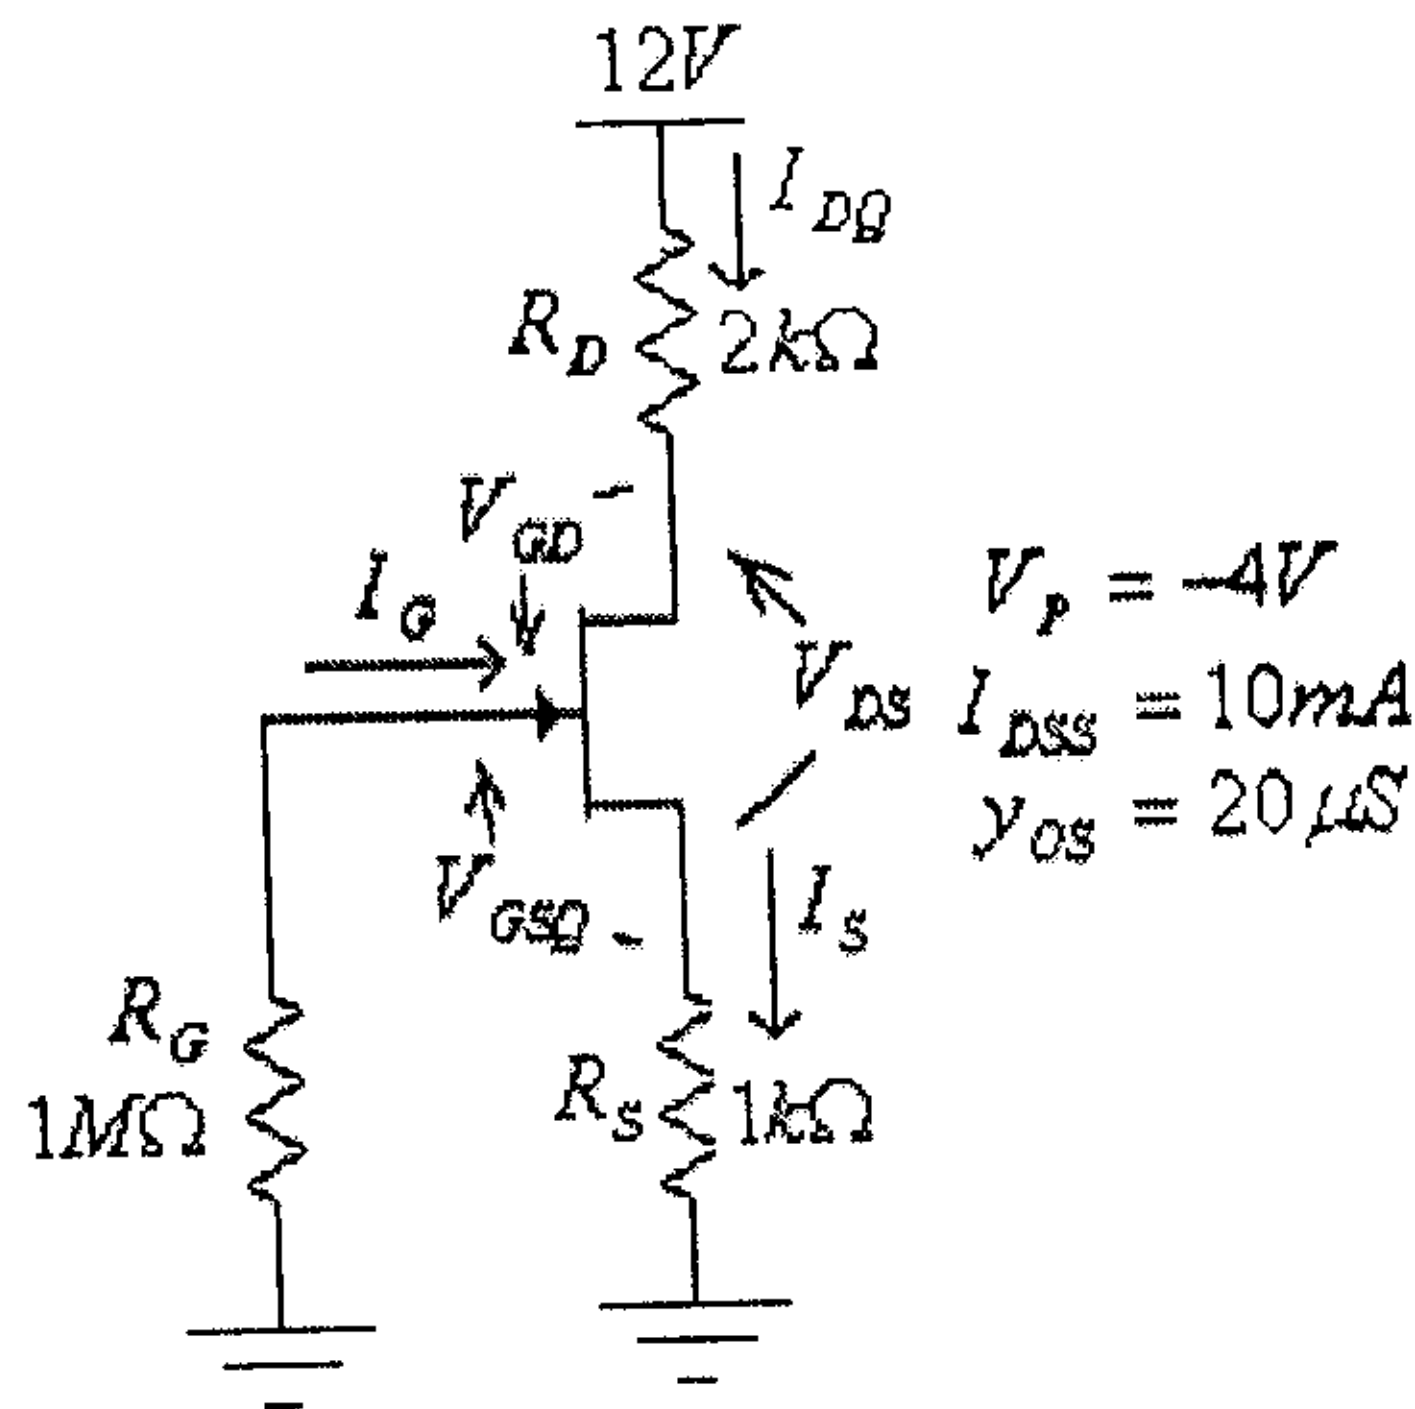 12V
I_DQ
R_D 2kΩ
V_GD −
I_G
V_P = -4V
V_DS I_DSS = 10mA
y_OS = 20μS
V_GSQ -
I_S
R_G
1MΩ
R_S 1kΩ